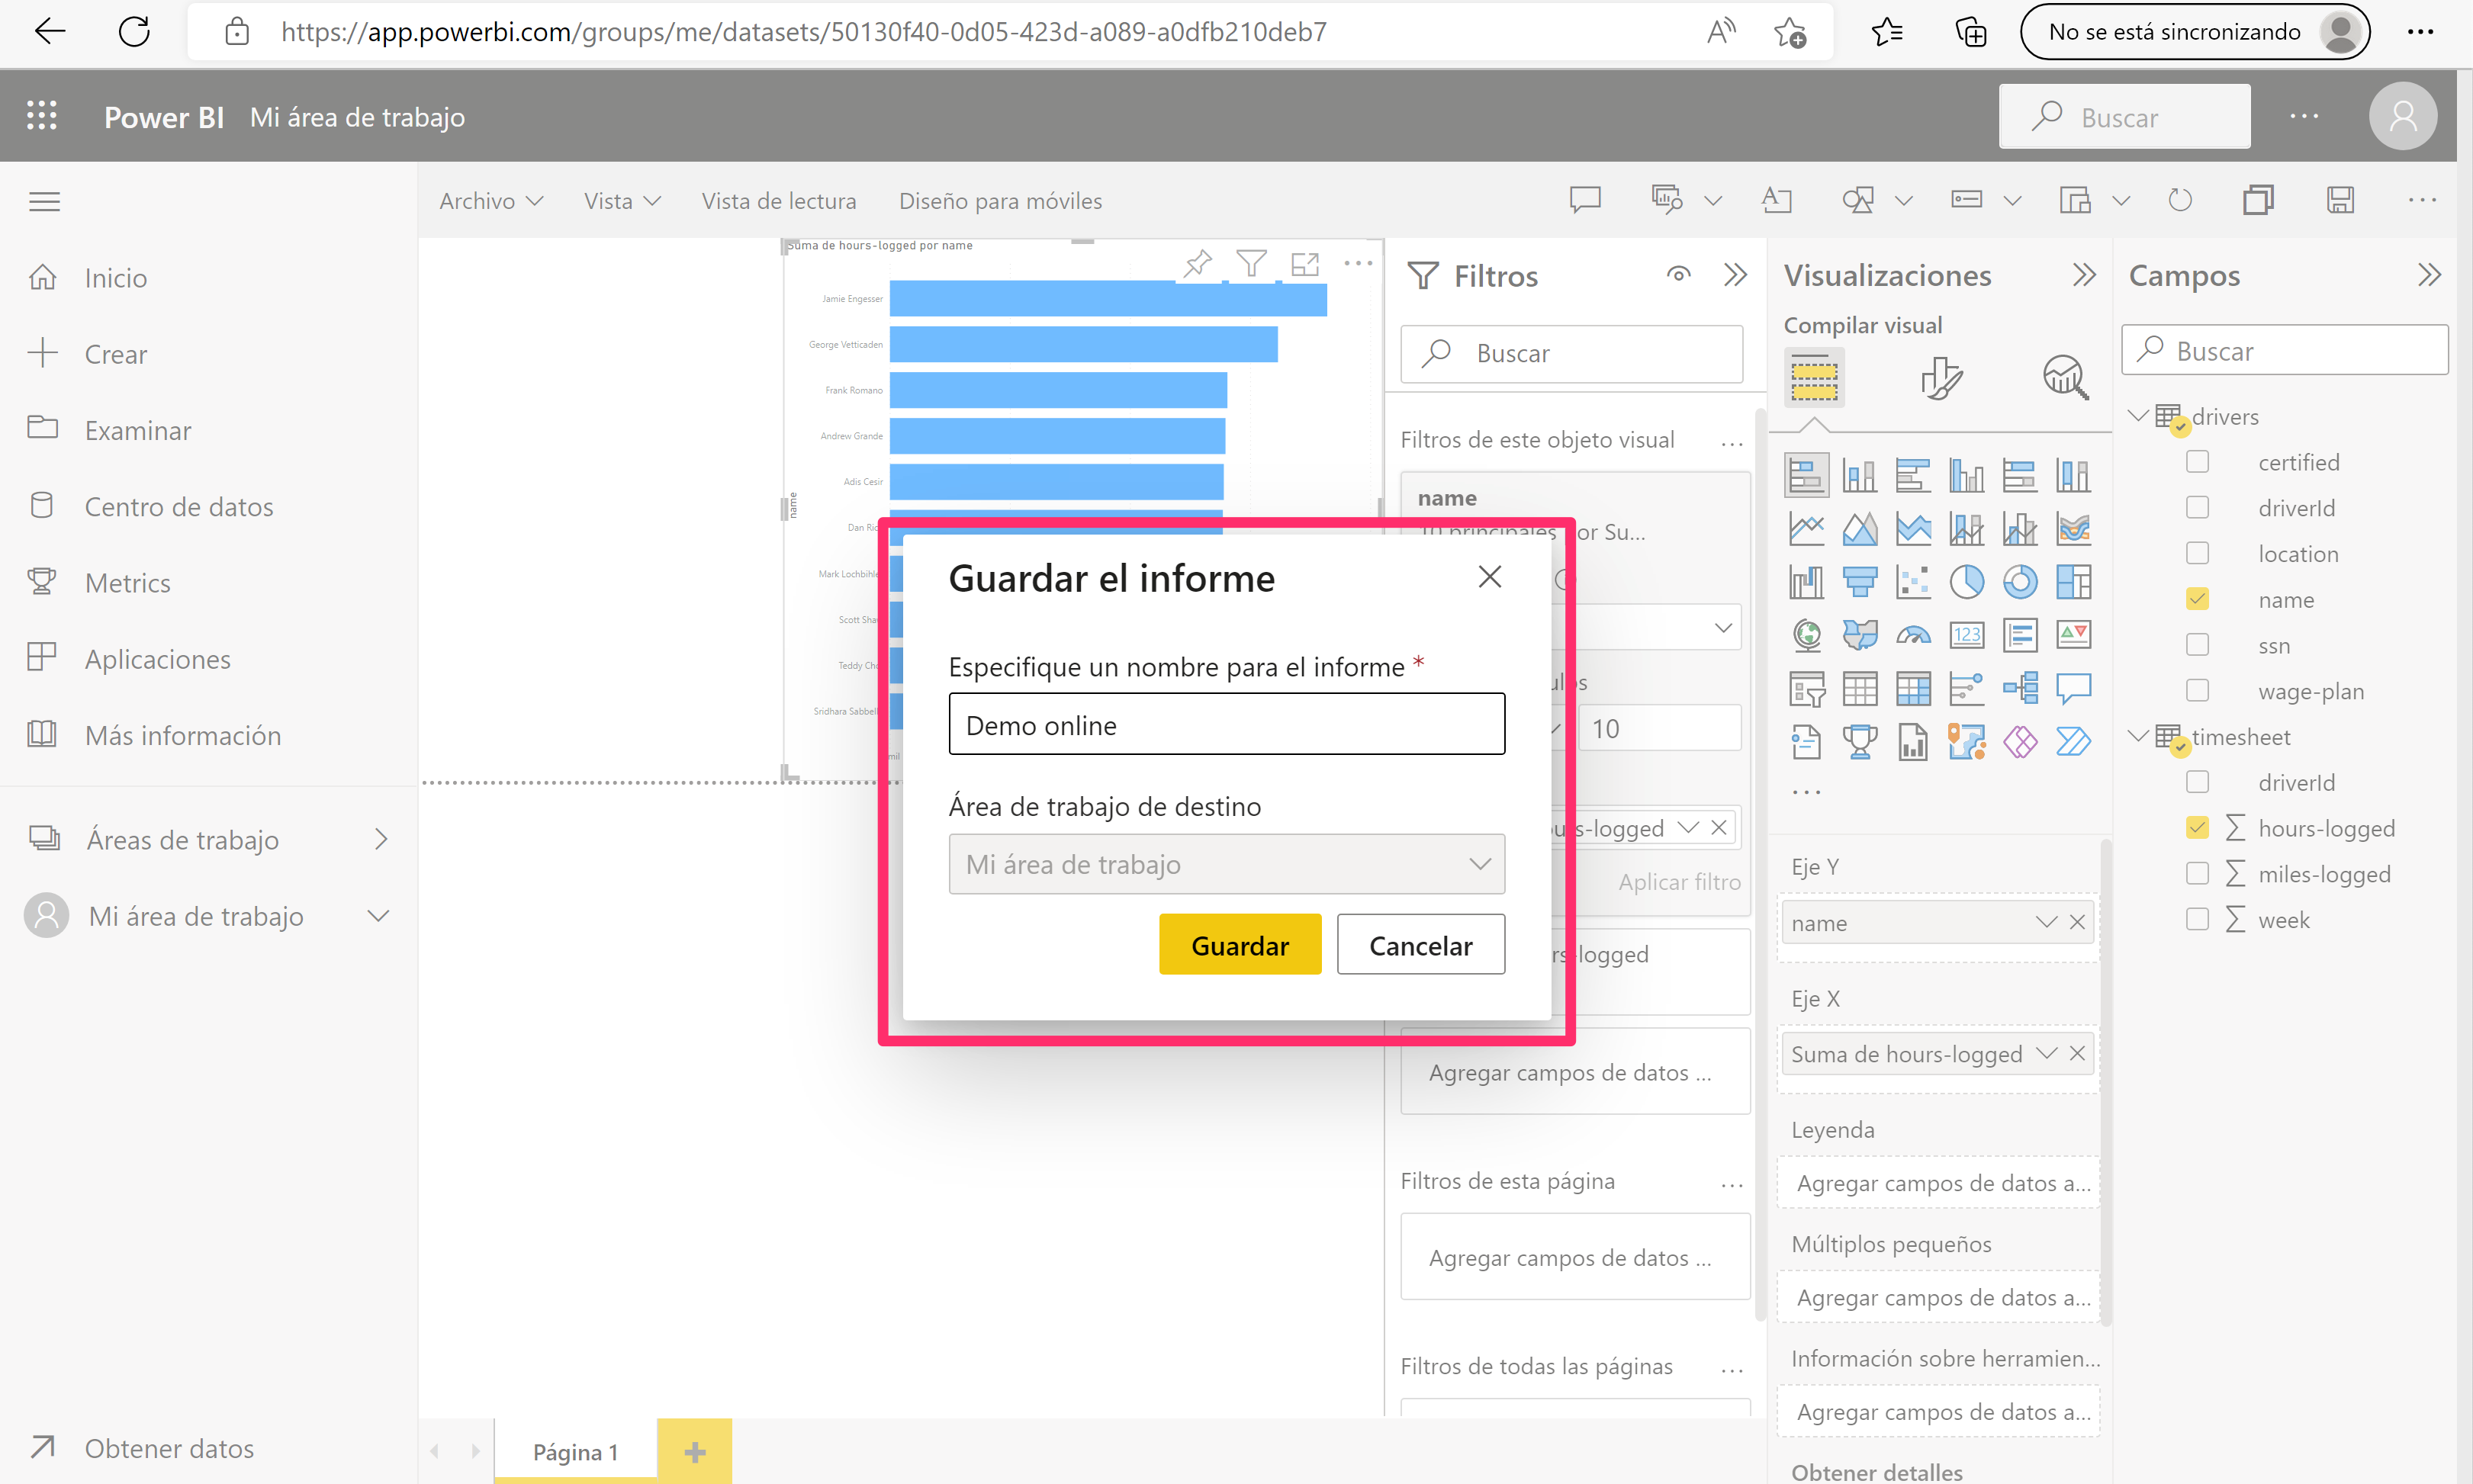 https://app.powerbi.com/groups/me/datasets/50130f40-0d05-423d-a089-a0dfb210deb7
No se está sincronizando
Power BI
Mi área de trabajo
Buscar
Archivo
Vista
Vista de lectura
Diseño para móviles
Inicio
Crear
Examinar
Centro de datos
Metrics
Aplicaciones
Más información
Áreas de trabajo
Mi área de trabajo
Obtener datos
Suma de hours-logged por name
Jamie Engesser
George Vetticaden
Frank Romano
Andrew Grande
Adis Cesir
Dan Ric
Mark Lochbihle
Scott Sha
Teddy Cho
Sridhara Sabbell
name
mil
Guardar el informe
Especifique un nombre para el informe *
Demo online
Área de trabajo de destino
Mi área de trabajo
Guardar
Cancelar
Filtros
Buscar
Filtros de este objeto visual
...
name
10 principales or Su...
10
urs-logged
Aplicar filtro
rs-logged
Agregar campos de datos ...
Filtros de esta página
...
Agregar campos de datos ...
Filtros de todas las páginas
...
Visualizaciones
Compilar visual
123
...
Eje Y
name
Eje X
Suma de hours-logged
Leyenda
Agregar campos de datos a...
Múltiplos pequeños
Agregar campos de datos a...
Información sobre herramien...
Agregar campos de datos a...
Obtener detalles
Campos
Buscar
drivers
certified
driverId
location
name
ssn
wage-plan
timesheet
driverId
hours-logged
miles-logged
week
Página 1
+